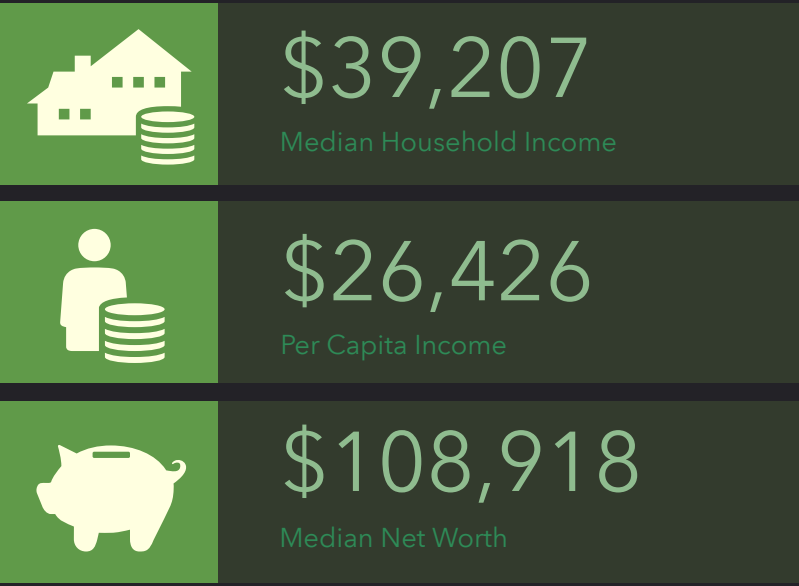 $39,207
Median Household Income
$26,426
Per Capita Income
$108,918
Median Net Worth